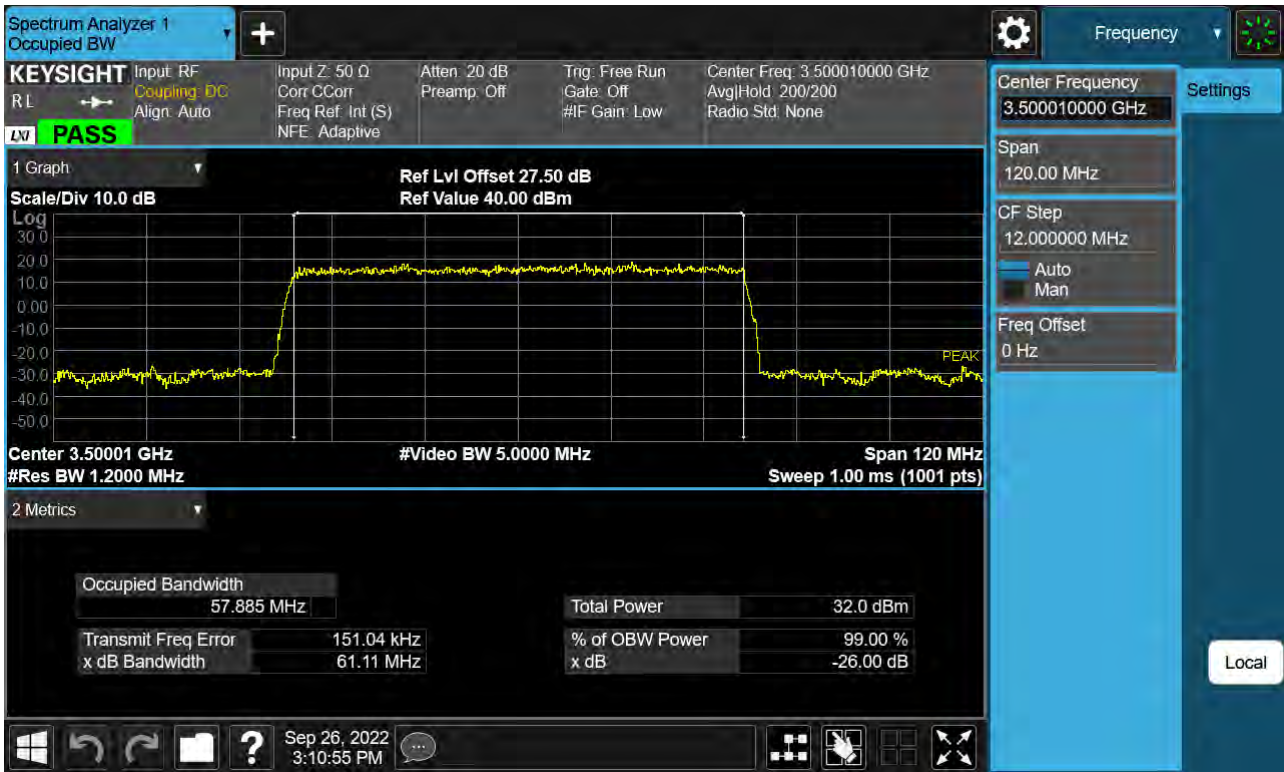 Spectrum Analyzer 1
Occupied BW
Frequency
KEYSIGHT
RL
LXI
PASS
Input: RF
Coupling: DC
Align: Auto
Input Z: 50 Ω
Corr CCorr
Freq Ref: Int (S)
NFE: Adaptive
Atten: 20 dB
Preamp: Off
Trig: Free Run
Gate: Off
#IF Gain: Low
Center Freq: 3.500010000 GHz
Avg|Hold: 200/200
Radio Std: None
Center Frequency
3.500010000 GHz
Settings
Span
120.00 MHz
CF Step
12.000000 MHz
Auto
Man
Freq Offset
0 Hz
Local
1 Graph
Ref Lvl Offset 27.50 dB
Scale/Div 10.0 dB
Ref Value 40.00 dBm
Log
30.0
20.0
10.0
0.00
-10.0
-20.0
-30.0
-40.0
-50.0
PEAK
Center 3.50001 GHz
#Video BW 5.0000 MHz
Span 120 MHz
#Res BW 1.2000 MHz
Sweep 1.00 ms (1001 pts)
2 Metrics
Occupied Bandwidth
57.885 MHz
Total Power 32.0 dBm
Transmit Freq Error 151.04 kHz
% of OBW Power 99.00 %
x dB Bandwidth 61.11 MHz
x dB -26.00 dB
?
Sep 26, 2022
3:10:55 PM